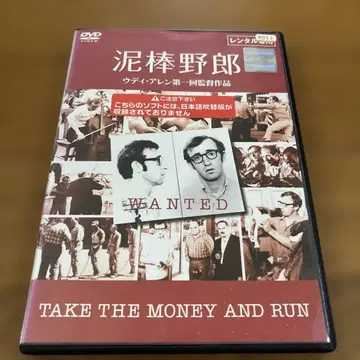 DVD
VIDEO
レンタル専用
9052
泥棒野郎
ウディ・アレン第一回監督作品
⚠ご注意下さい
こちらのソフトには、日本語吹替版が
収録されておりません
WANTED
TAKE THE MONEY AND RUN